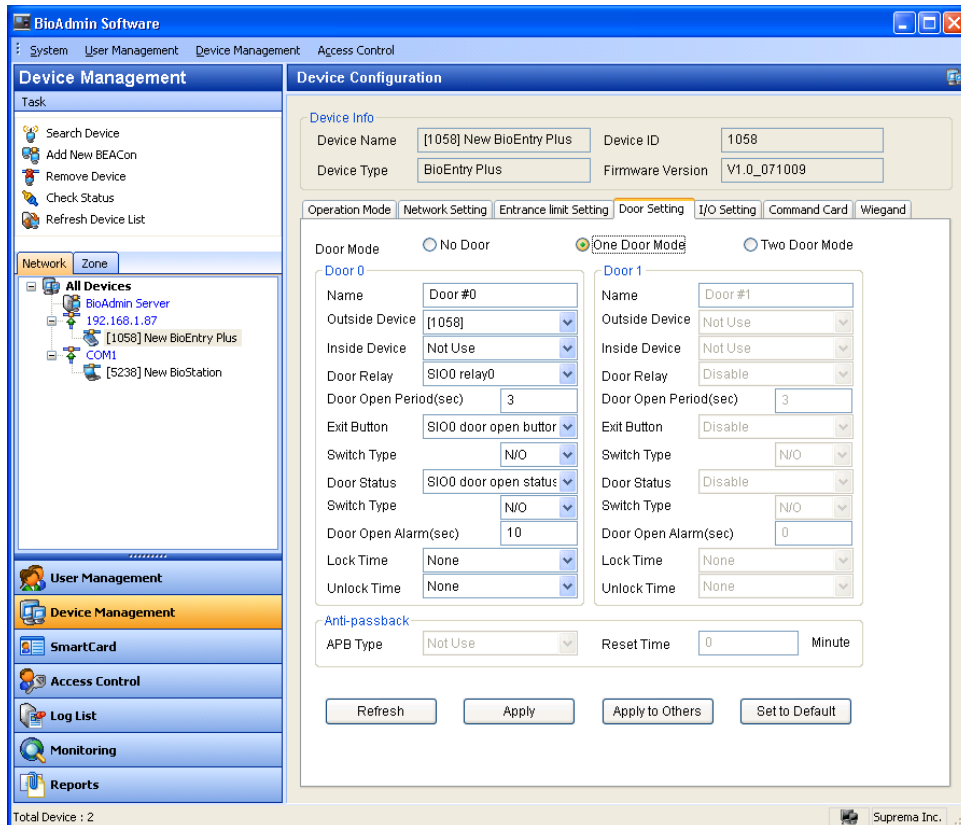 BioAdmin Software
System User Management Device Management Access Control
Device Management
Task
Search Device
Add New BEACon
Remove Device
Check Status
Refresh Device List
Network Zone
All Devices
BioAdmin Server
192.168.1.87
[1058] New BioEntry Plus
COM1
[5238] New BioStation
User Management
Device Management
SmartCard
Access Control
Log List
Monitoring
Reports
Device Configuration
Device Info
Device Name [1058] New BioEntry Plus Device ID 1058
Device Type BioEntry Plus Firmware Version V1.0_071009
Operation Mode Network Setting Entrance limit Setting Door Setting I/O Setting Command Card Wiegand
Door Mode No Door One Door Mode Two Door Mode
Door 0
Name Door #0
Outside Device [1058]
Inside Device Not Use
Door Relay SIO0 relay0
Door Open Period(sec) 3
Exit Button SIO0 door open buttor
Switch Type N/O
Door Status SIO0 door open status
Switch Type N/O
Door Open Alarm(sec) 10
Lock Time None
Unlock Time None
Door 1
Name Door #1
Outside Device Not Use
Inside Device Not Use
Door Relay Disable
Door Open Period(sec) 3
Exit Button Disable
Switch Type N/O
Door Status Disable
Switch Type N/O
Door Open Alarm(sec) 0
Lock Time None
Unlock Time None
Anti-passback
APB Type Not Use Reset Time 0 Minute
Refresh Apply Apply to Others Set to Default
Total Device : 2 Suprema Inc.